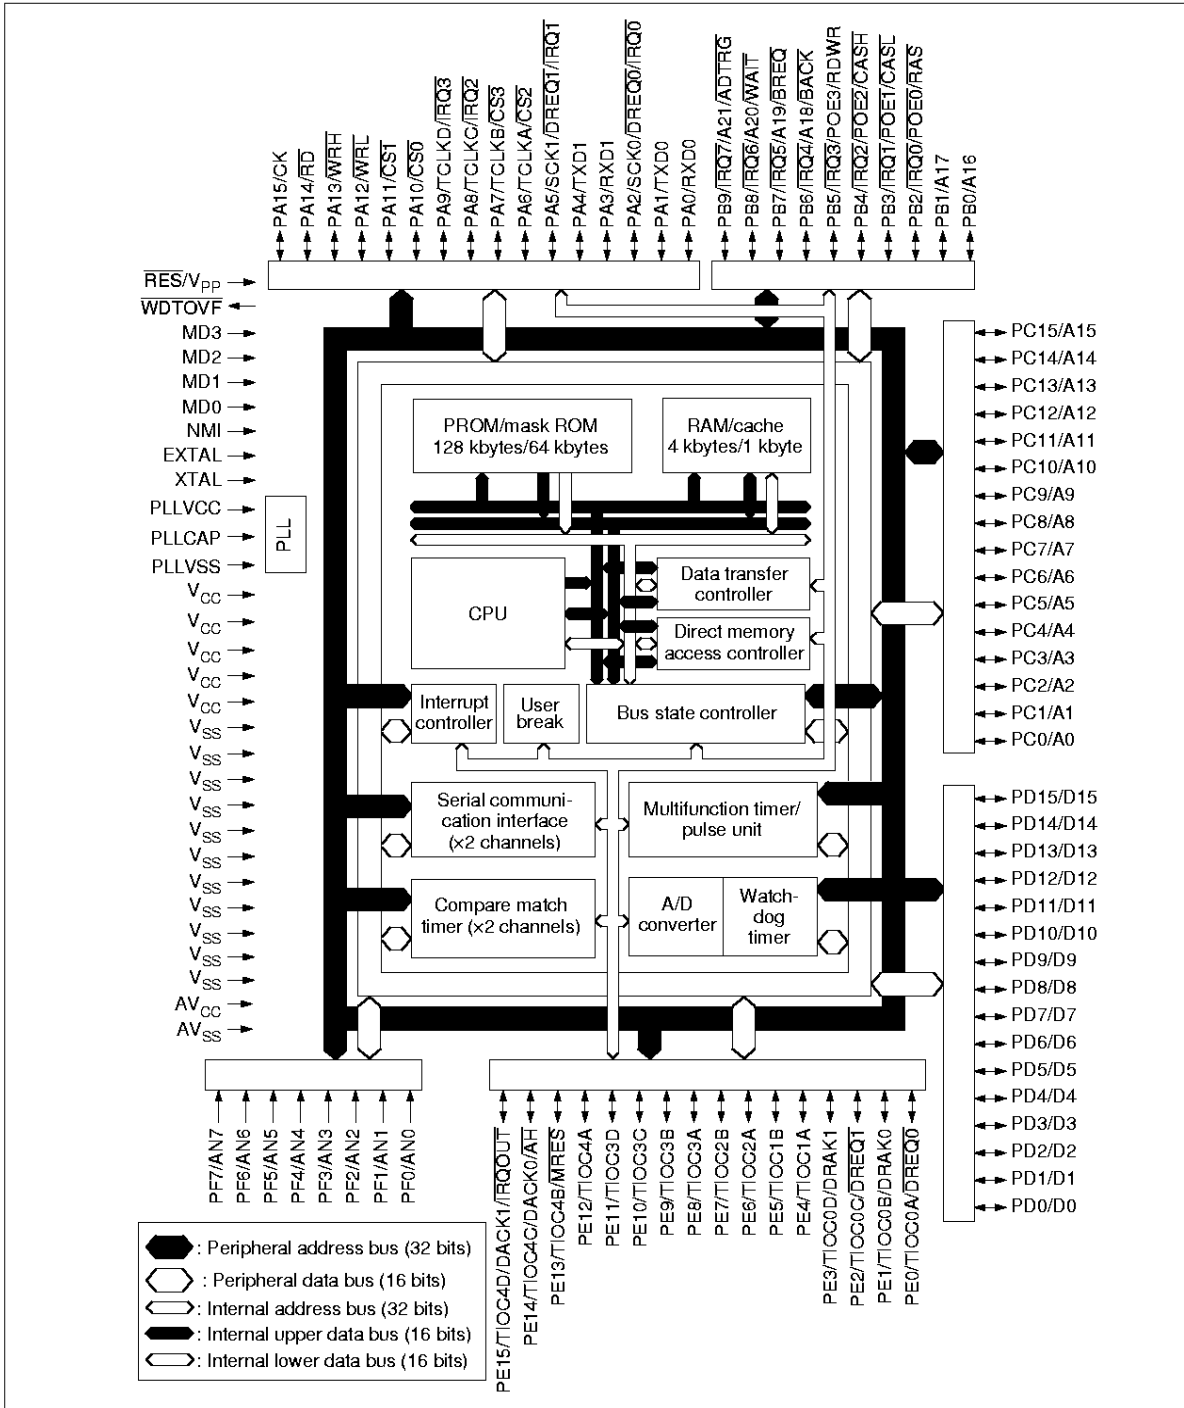 PA15/CK
PA14/RD
PA13/WRH
PA12/WRL
PA11/CS1
PA10/CS0
PA9/TCLKD/IRQ3
PA8/TCLKC/IRQ2
PA7/TCLKB/CS3
PA6/TCLKA/CS2
PA5/SCK1/DREQ1/IRQ1
PA4/TXD1
PA3/RXD1
PA2/SCK0/DREQ0/IRQ0
PA1/TXD0
PA0/RXD0
PB9/IRQ7/A21/ADTRG
PB8/IRQ6/A20/WAIT
PB7/IRQ5/A19/BREQ
PB6/IRQ4/A18/BACK
PB5/IRQ3/POE3/RDWR
PB4/IRQ2/POE2/CASH
PB3/IRQ1/POE1/CASL
PB2/IRQ0/POE0/RAS
PB1/A17
PB0/A16
RES/VPP
WDTOVF
MD3
MD2
MD1
MD0
NMI
EXTAL
XTAL
PLLVCC
PLLCAP
PLLVSS
PLL
VCC
VCC
VCC
VCC
VCC
VSS
VSS
VSS
VSS
VSS
VSS
VSS
VSS
VSS
VSS
VSS
AVCC
AVSS
PROM/mask ROM
128 kbytes/64 kbytes
RAM/cache
4 kbytes/1 kbyte
CPU
Data transfer
controller
Direct memory
access controller
Interrupt
controller
User
break
Bus state controller
Serial communi-
cation interface
(×2 channels)
Multifunction timer/
pulse unit
Compare match
timer (×2 channels)
A/D
converter
Watch-
dog
timer
PC15/A15
PC14/A14
PC13/A13
PC12/A12
PC11/A11
PC10/A10
PC9/A9
PC8/A8
PC7/A7
PC6/A6
PC5/A5
PC4/A4
PC3/A3
PC2/A2
PC1/A1
PC0/A0
PD15/D15
PD14/D14
PD13/D13
PD12/D12
PD11/D11
PD10/D10
PD9/D9
PD8/D8
PD7/D7
PD6/D6
PD5/D5
PD4/D4
PD3/D3
PD2/D2
PD1/D1
PD0/D0
PF7/AN7
PF6/AN6
PF5/AN5
PF4/AN4
PF3/AN3
PF2/AN2
PF1/AN1
PF0/AN0
PE15/TIOC4D/DACK1/IRQOUT
PE14/TIOC4C/DACK0/AH
PE13/TIOC4B/MRES
PE12/TIOC4A
PE11/TIOC3D
PE10/TIOC3C
PE9/TIOC3B
PE8/TIOC3A
PE7/TIOC2B
PE6/TIOC2A
PE5/TIOC1B
PE4/TIOC1A
PE3/TIOC0D/DRAK1
PE2/TIOC0C/DREQ1
PE1/TIOC0B/DRAK0
PE0/TIOC0A/DREQ0
: Peripheral address bus (32 bits)
: Peripheral data bus (16 bits)
: Internal address bus (32 bits)
: Internal upper data bus (16 bits)
: Internal lower data bus (16 bits)